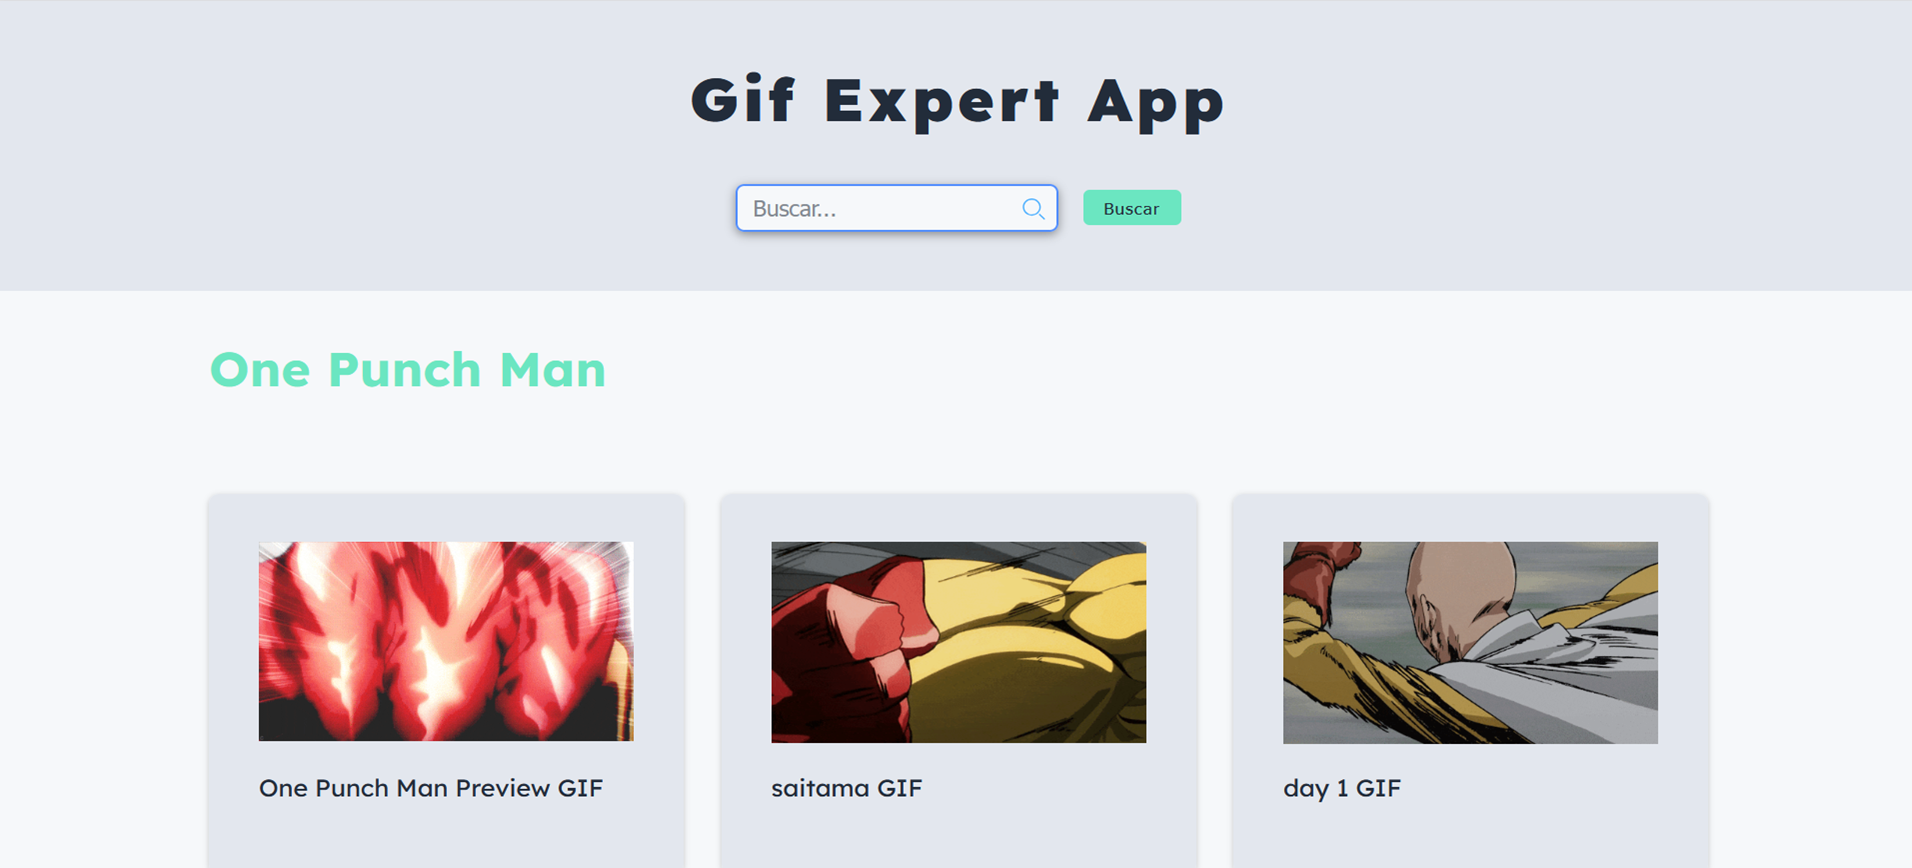 Gif Expert App
Buscar...
Buscar
One Punch Man
One Punch Man Preview GIF
saitama GIF
day 1 GIF